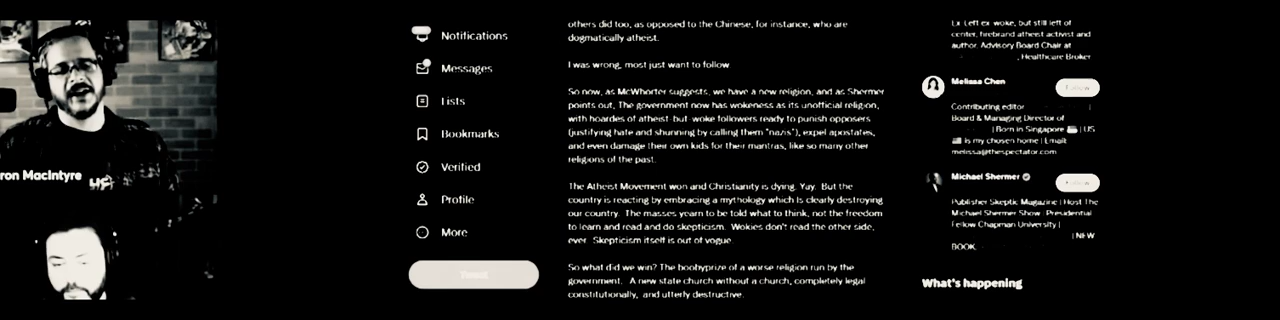 ron MacIntyre
Notifications
Messages
Lists
Bookmarks
Verified
Profile
More
Tweet
others did too, as opposed to the Chinese, for instance, who are
dogmatically atheist.
I was wrong, most just want to follow
So now, as McWhorter suggests, we have a new religion, and as Shermer
points out, The government now has wokeness as its unofficial religion,
with hoardes of atheist-but-woke followers ready to punish opposers
(justifying hate and shunning by calling them "nazis"), expel apostates,
and even damage their own kids for their mantras, like so many other
religions of the past.
The Atheist Movement won and Christianity is dying. Yay. But the
country is reacting by embracing a mythology which is clearly destroying
our country. The masses yearn to be told what to think, not the freedom
to learn and read and do skepticism. Wokies don't read the other side,
ever. Skepticism itself is out of vogue.
So what did we win? The boobyprize of a worse religion run by the
government. A new state church without a church, completely legal
constitutionally, and utterly destructive.
Ex-Left ex-woke, but still left of
center, firebrand atheist activist and
author. Advisory Board Chair at
, Healthcare Broker
Melissa Chen
Follow
Contributing editor |
Board & Managing Director of
| Born in Singapore 🇸🇬 | US
🇺🇸 is my chosen home | Email:
melissa@thespectator.com
Michael Shermer
Follow
Publisher Skeptic Magazine | Host The
Michael Shermer Show. Presidential
Fellow Chapman University |
| NEW
BOOK
What's happening